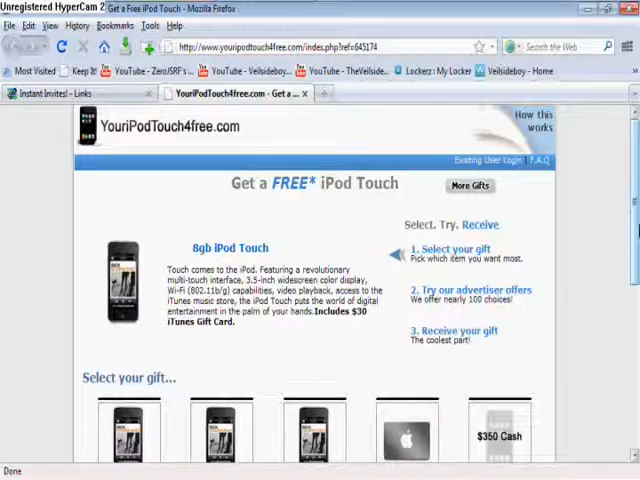 Unregistered HyperCam 2
Get a Free iPod Touch - Mozilla Firefox
File Edit View History Bookmarks Tools Help
http://www.youripodtouch4free.com/index.php?ref=645174
Search the Web
Most Visited Keep It! YouTube - ZeroJSRF's ... YouTube - Veilsideboy YouTube - TheVeilside... Lockerz: My Locker Veilsideboy - Home
Instant Invites! - Links
YouriPodTouch4free.com - Get a ...
YouriPodTouch4free.com
How this
works
Existing User Login | F.A.Q
Get a FREE* iPod Touch
More Gifts
Select. Try. Receive
8gb iPod Touch
Touch comes to the iPod. Featuring a revolutionary
multi-touch interface, 3.5-inch widescreen color display,
Wi-Fi (802.11b/g) capabilities, video playback, access to the
iTunes music store, the iPod Touch puts the world of digital
entertainment in the palm of your hands.Includes $30
iTunes Gift Card.
1. Select your gift
Pick which item you want most.
2. Try our advertiser offers
We offer nearly 100 choices!
3. Receive your gift
The coolest part!
Select your gift...
$350 Cash
Done